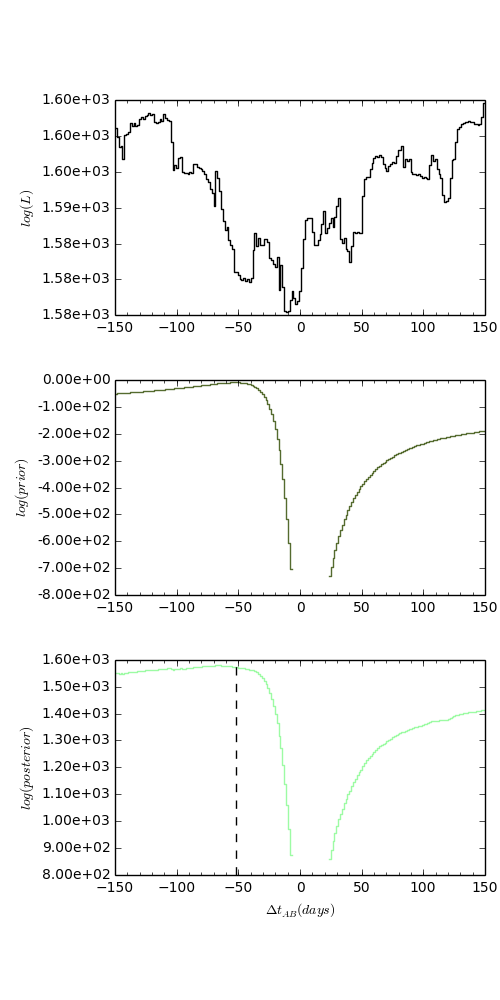 1.60e+03
1.60e+03
1.60e+03
1.59e+03
1.58e+03
1.58e+03
1.58e+03
log(L)
−150 −100 −50 0 50 100 150
0.00e+00
-1.00e+02
-2.00e+02
-3.00e+02
-4.00e+02
-5.00e+02
-6.00e+02
-7.00e+02
-8.00e+02
log(prior)
−150 −100 −50 0 50 100 150
1.60e+03
1.50e+03
1.40e+03
1.30e+03
1.20e+03
1.10e+03
1.00e+03
9.00e+02
8.00e+02
log(posterior)
−150 −100 −50 0 50 100 150
Δt_AB(days)